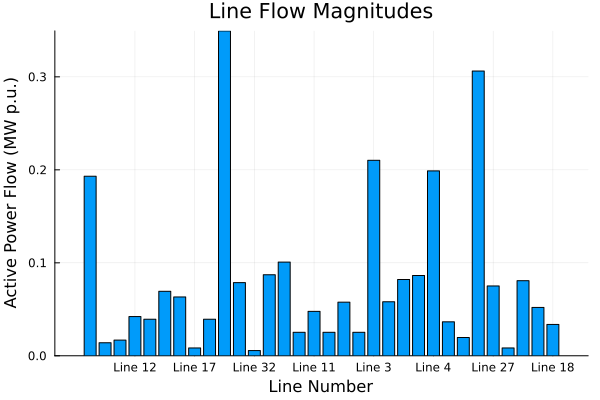 Line Flow Magnitudes
Active Power Flow (MW p.u.)
0.3
0.2
0.1
0.0
Line 12 Line 17 Line 32 Line 11 Line 3 Line 4 Line 27 Line 18
Line Number